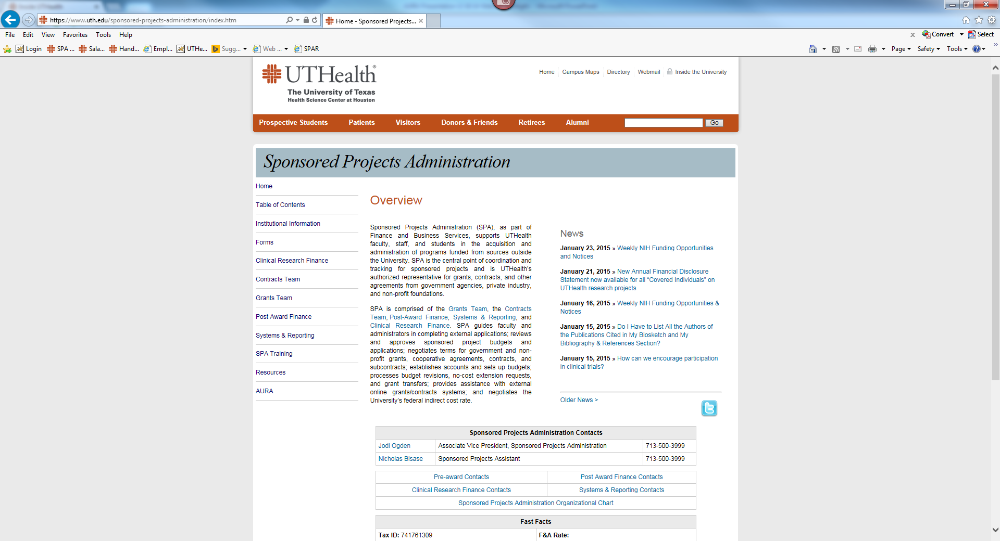 https://www.uth.edu/sponsored-projects-administration/index.htm
Home - Sponsored Projects...
File Edit View Favorites Tools Help
Convert Select
Login SPA ... Sala... Hand... Empl... UTHe... Sugg... Web ... SPAR
Page Safety Tools
UTHealth®
The University of Texas
Health Science Center at Houston
Home Campus Maps Directory Webmail Inside the University
Prospective Students Patients Visitors Donors & Friends Retirees Alumni Go
Sponsored Projects Administration
Home
Table of Contents
Institutional Information
Forms
Clinical Research Finance
Contracts Team
Grants Team
Post Award Finance
Systems & Reporting
SPA Training
Resources
AURA
Overview
Sponsored Projects Administration (SPA), as part of
Finance and Business Services, supports UTHealth
faculty, staff, and students in the acquisition and
administration of programs funded from sources outside
the University. SPA is the central point of coordination and
tracking for sponsored projects and is UTHealth's
authorized representative for grants, contracts, and other
agreements from government agencies, private industry,
and non-profit foundations.
SPA is comprised of the Grants Team, the Contracts
Team, Post-Award Finance, Systems & Reporting, and
Clinical Research Finance. SPA guides faculty and
administrators in completing external applications; reviews
and approves sponsored project budgets and
applications; negotiates terms for government and non-
profit grants, cooperative agreements, contracts, and
subcontracts; establishes accounts and sets up budgets;
processes budget revisions, no-cost extension requests,
and grant transfers; provides assistance with external
online grants/contracts systems; and negotiates the
University's federal indirect cost rate.
News
January 23, 2015 » Weekly NIH Funding Opportunities
and Notices
January 21, 2015 » New Annual Financial Disclosure
Statement now available for all “Covered Individuals” on
UTHealth research projects
January 16, 2015 » Weekly NIH Funding Opportunities &
Notices
January 15, 2015 » Do I Have to List All the Authors of
the Publications Cited in My Biosketch and My
Bibliography & References Section?
January 15, 2015 » How can we encourage participation
in clinical trials?
Older News >
Sponsored Projects Administration Contacts
Jodi Ogden Associate Vice President, Sponsored Projects Administration 713-500-3999
Nicholas Bisase Sponsored Projects Assistant 713-500-3999
Pre-award Contacts Post Award Finance Contacts
Clinical Research Finance Contacts Systems & Reporting Contacts
Sponsored Projects Administration Organizational Chart
Fast Facts
Tax ID: 741761309 F&A Rate: